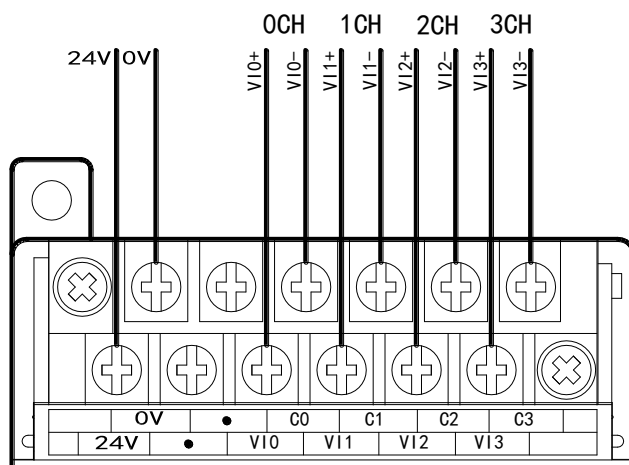 0CH 1CH 2CH 3CH
24V 0V VI0+ VI0- VI1+ VI1- VI2+ VI2- VI3+ VI3-
0V • C0 C1 C2 C3
24V • VI0 VI1 VI2 VI3